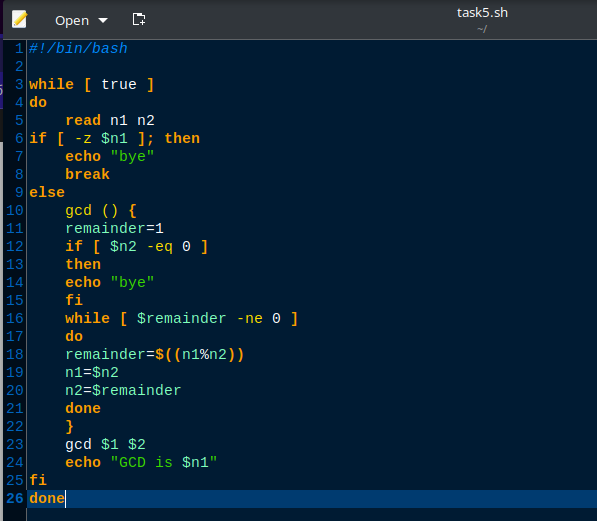 Open
task5.sh
~/
1 #!/bin/bash
2
3 while [ true ]
4 do
5     read n1 n2
6 if [ -z $n1 ]; then
7     echo "bye"
8     break
9 else
10     gcd () {
11     remainder=1
12     if [ $n2 -eq 0 ]
13     then
14     echo "bye"
15     fi
16     while [ $remainder -ne 0 ]
17     do
18     remainder=$((n1%n2))
19     n1=$n2
20     n2=$remainder
21     done
22     }
23     gcd $1 $2
24     echo "GCD is $n1"
25 fi
26 done